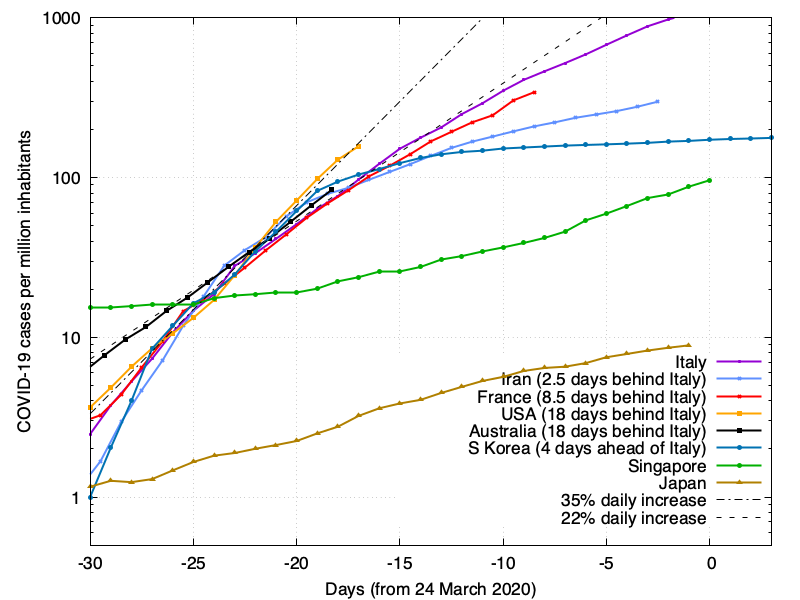 1000
100
10
1
COVID-19 cases per million inhabitants
Italy
Iran (2.5 days behind Italy)
France (8.5 days behind Italy)
USA (18 days behind Italy)
Australia (18 days behind Italy)
S Korea (4 days ahead of Italy)
Singapore
Japan
35% daily increase
22% daily increase
-30 -25 -20 -15 -10 -5 0
Days (from 24 March 2020)